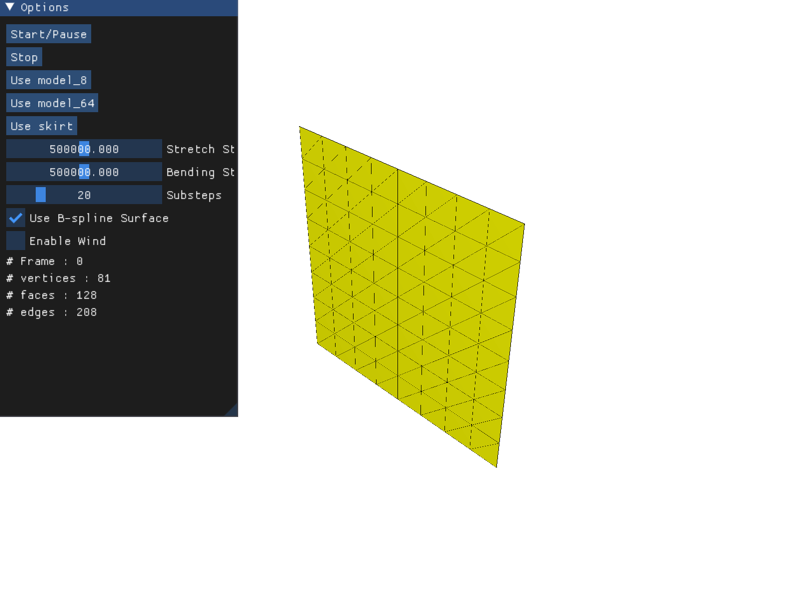 Options
Start/Pause
Stop
Use model_8
Use model_64
Use skirt
500000.000 Stretch St
500000.000 Bending St
20 Substeps
Use B-spline Surface
Enable Wind
# Frame : 0
# vertices : 81
# faces : 128
# edges : 208